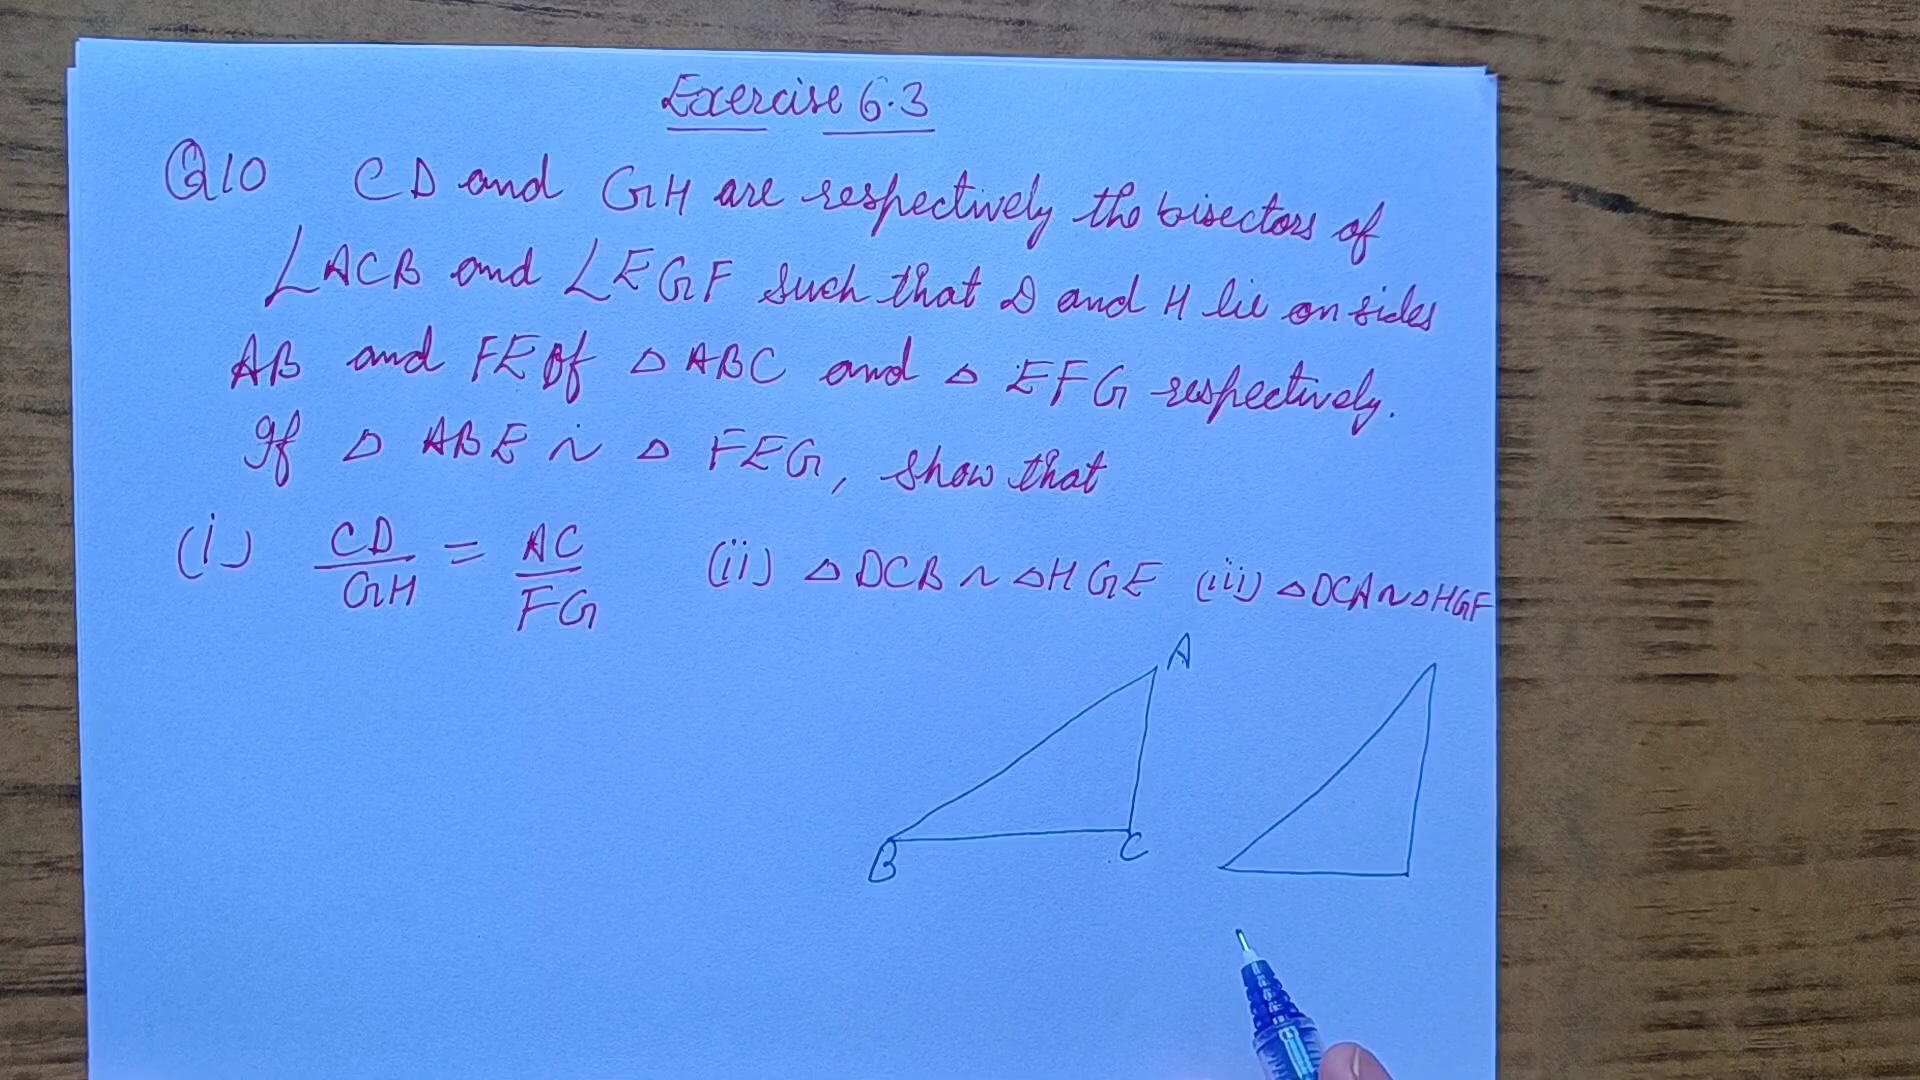 Exercise 6.3
Q10 CD and GH are respectively the bisectors of
∠ACB and ∠EGF such that D and H lie on sides
AB and FE of △ ABC and △ EFG respectively.
If △ ABE ~ △ FEG, show that
(i) CD/GH = AC/FG (ii) △DCB ~ △HGE (iii) △DCA ~ △HGF
A
B C